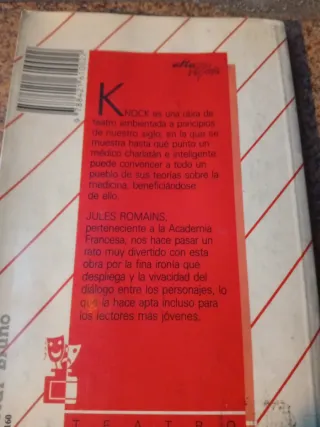 KNOCK es una obra de
teatro ambientada a principios
de nuestro siglo, en la que se
muestra hasta qué punto un
médico charlatán e inteligente
puede convencer a todo un
pueblo de sus teorías sobre la
medicina, beneficiándose
de ello.
JULES ROMAINS,
perteneciente a la Academia
Francesa, nos hace pasar un
rato muy divertido con esta
obra por la fina ironía que
despliega y la vivacidad del
diálogo entre los personajes, lo
que la hace apta incluso para
los lectores más jóvenes.
TEATRO
160